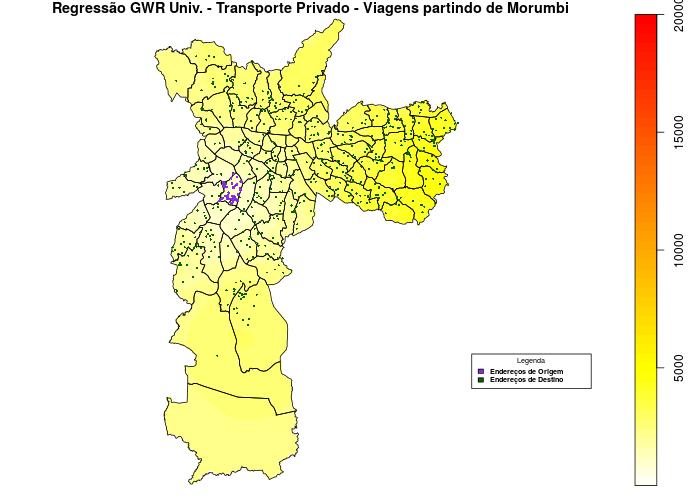 Regressão GWR Univ. - Transporte Privado - Viagens partindo de Morumbi
20000
15000
10000
5000
Legenda
Endereços de Origem
Endereços de Destino